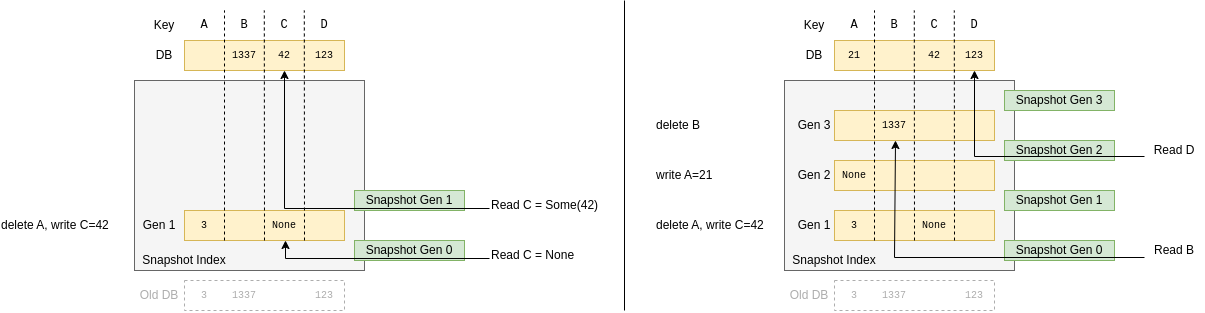 Key A B C D
DB 1337 42 123
Snapshot Gen 1
Read C = Some(42)
delete A, write C=42 Gen 1 3 None
Snapshot Gen 0
Read C = None
Snapshot Index
Old DB 3 1337 123
Key A B C D
DB 21 42 123
Snapshot Gen 3
delete B Gen 3 1337
Snapshot Gen 2
Read D
write A=21 Gen 2 None
Snapshot Gen 1
delete A, write C=42 Gen 1 3 None
Snapshot Gen 0
Read B
Snapshot Index
Old DB 3 1337 123